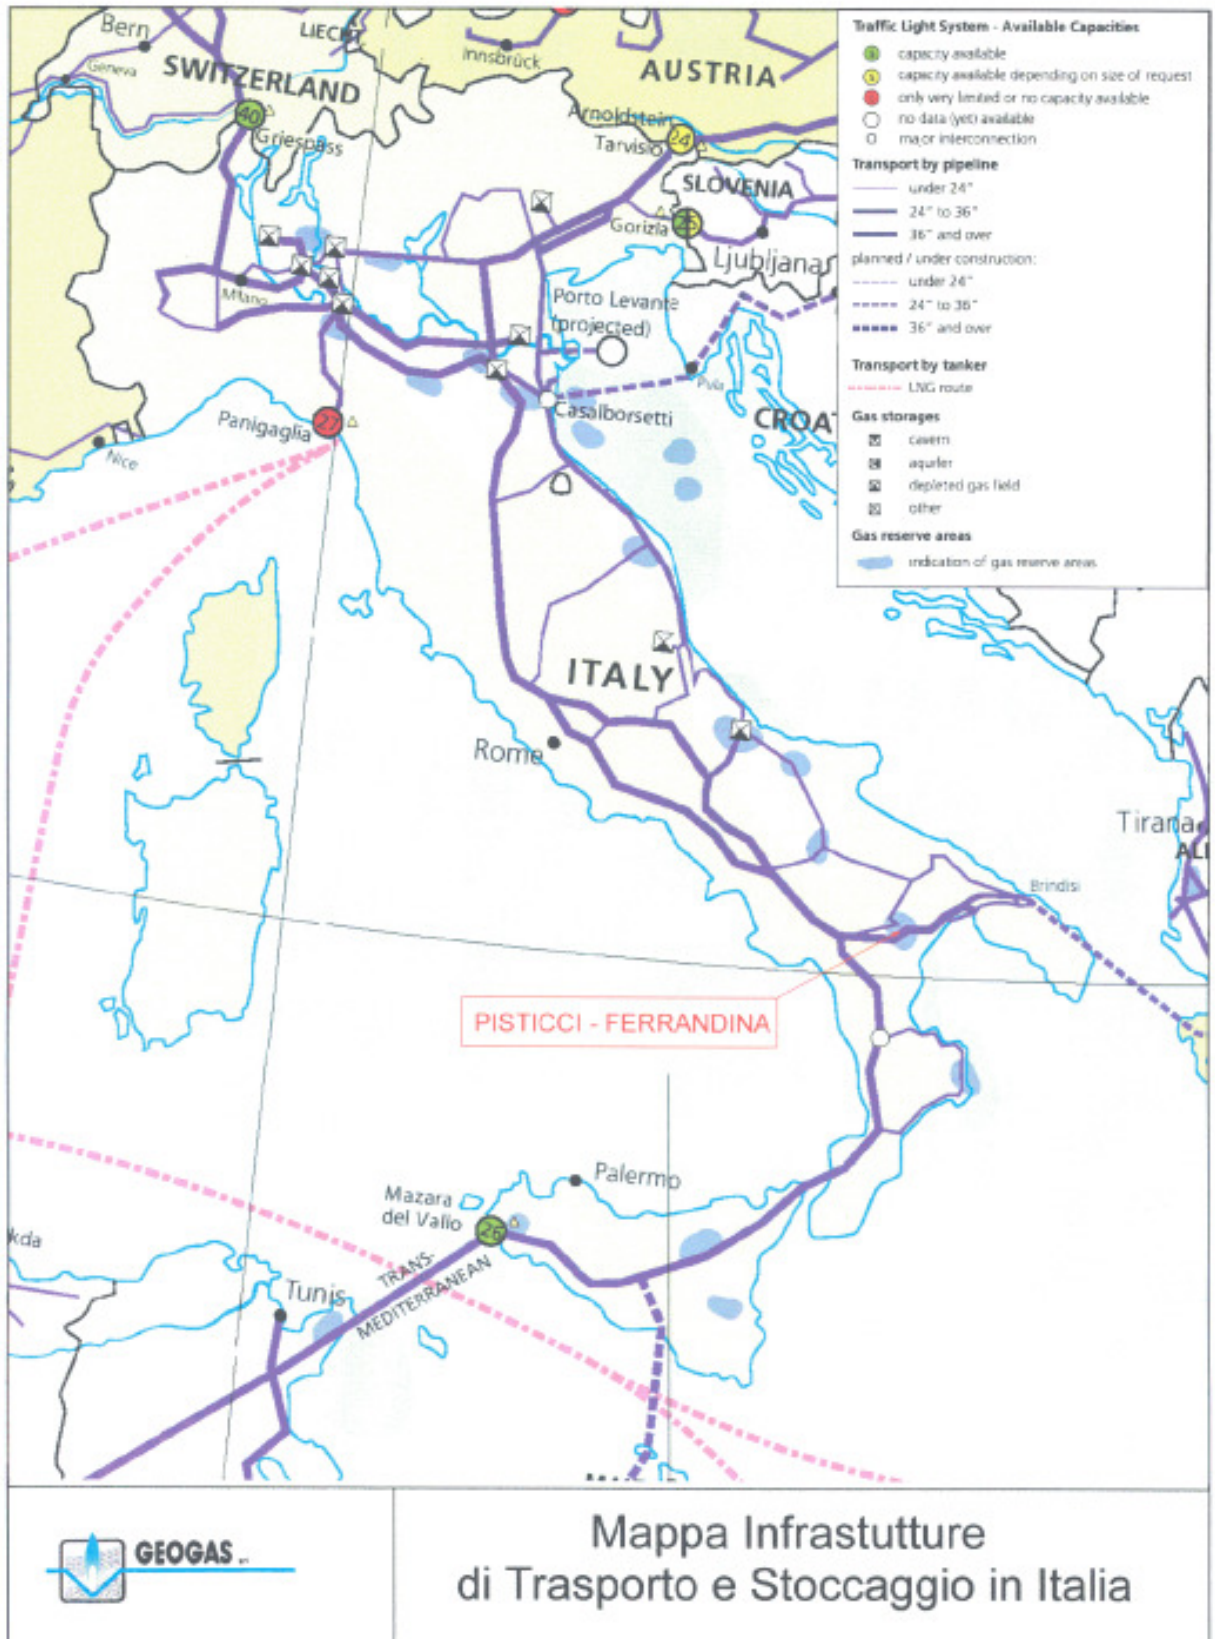 Bern
LIECHT
Innsbrück
AUSTRIA
Geneva
SWITZERLAND
40
Griespass
Arnoldstein
24
Tarvisio
SLOVENIA
Gorizia
Ljubljana
Milano
Porto Levante
(projected)
Pula
Casalborsetti
CROAT
27
Panigaglia
Nice
ITALY
Rome
Tirana
AL
Brindisi
PISTICCI - FERRANDINA
Palermo
Mazara
del Vallo
26
kda
TRANS-
MEDITERRANEAN
Tunis
Traffic Light System - Available Capacities
capacity available
capacity available depending on size of request
only very limited or no capacity available
no data (yet) available
major interconnection
Transport by pipeline
under 24"
24" to 36"
36" and over
planned / under construction:
under 24"
24" to 36"
36" and over
Transport by tanker
LNG route
Gas storages
cavern
aquifer
depleted gas field
other
Gas reserve areas
indication of gas reserve areas
GEOGAS
Mappa Infrastutture
di Trasporto e Stoccaggio in Italia